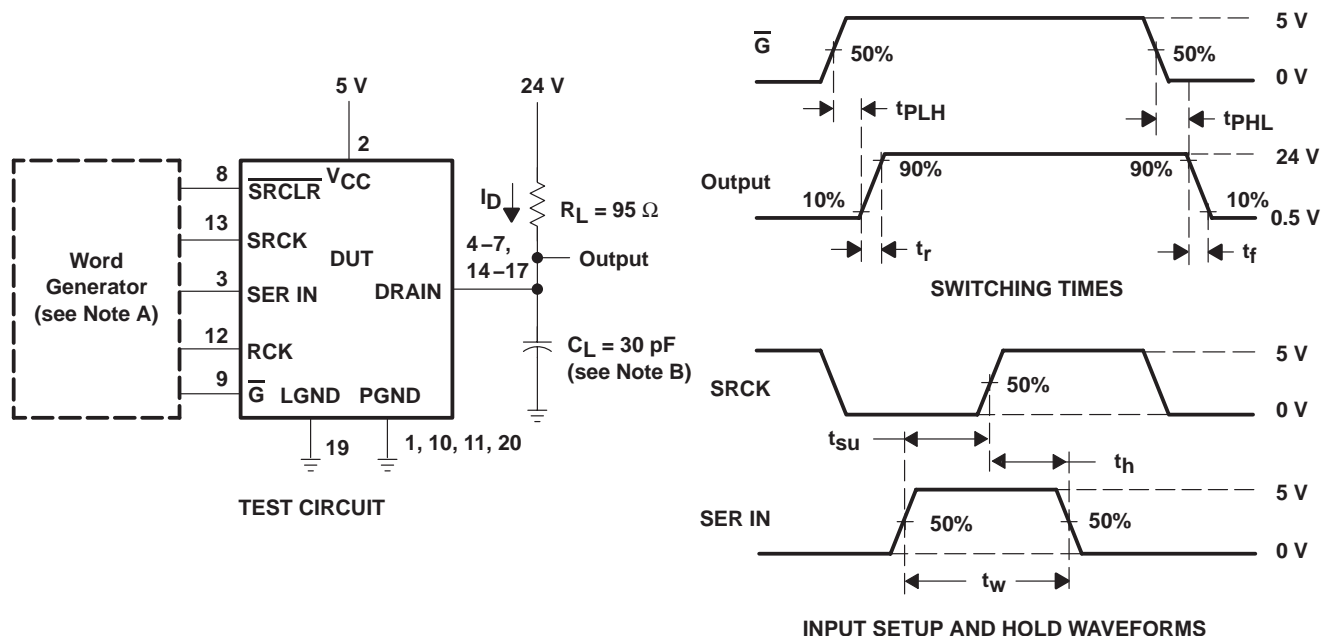 5 V
24 V
2
8
SRCLR
VCC
13
SRCK
DUT
3
SER IN
DRAIN
12
RCK
9
G
LGND
PGND
Word
Generator
(see Note A)
ID
RL = 95 Ω
4–7,
14–17
Output
CL = 30 pF
(see Note B)
19
1, 10, 11, 20
TEST CIRCUIT
G
50%
50%
5 V
0 V
tPLH
tPHL
Output
10%
90%
90%
10%
24 V
0.5 V
tr
tf
SWITCHING TIMES
SRCK
50%
5 V
0 V
tsu
th
SER IN
50%
50%
5 V
0 V
tw
INPUT SETUP AND HOLD WAVEFORMS